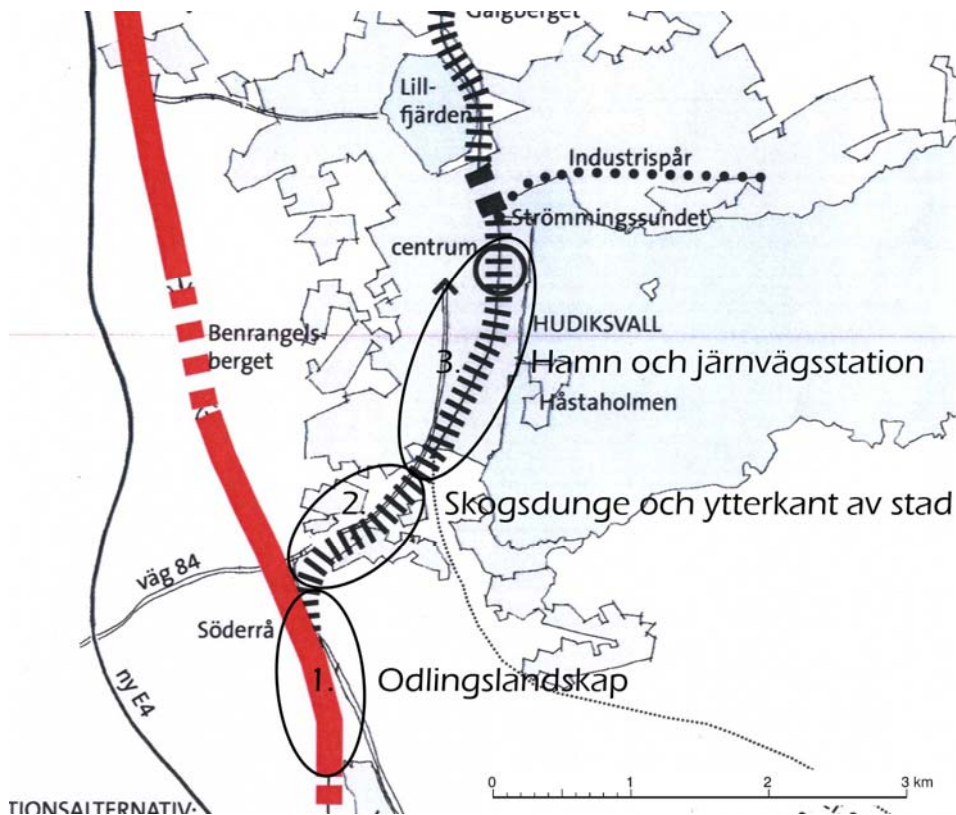 Galgberget
Lill-
fjärden
Industrispår
Strömmingssundet
centrum
HUDIKSVALL
Benrangels-
berget
3. Hamn och järnvägsstation
Håstaholmen
2. Skogsdunge och ytterkant av stad
väg 84
Söderrå
1. Odlingslandskap
ny E4
0 1 2 3 km
TIONSALTERNATIV: